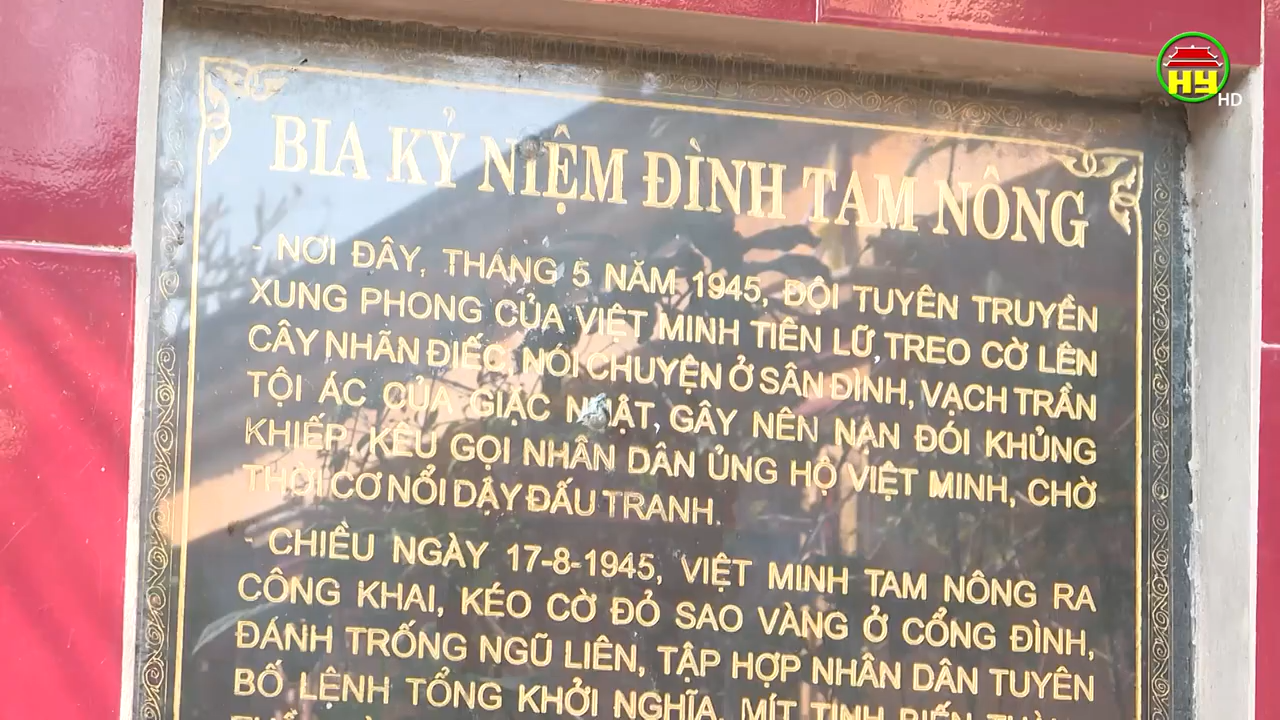 HY
HD
BIA KỶ NIỆM ĐÌNH TAM NÔNG
- NƠI ĐÂY, THÁNG 5 NĂM 1945, ĐỘI TUYÊN TRUYỀN
XUNG PHONG CỦA VIỆT MINH TIÊN LỮ TREO CỜ LÊN
CÂY NHÃN ĐIẾC, NÓI CHUYỆN Ở SÂN ĐÌNH, VẠCH TRẦN
TỘI ÁC CỦA GIẶC NHẬT, GÂY NÊN NẠN ĐÓI KHỦNG
KHIẾP, KÊU GỌI NHÂN DÂN ỦNG HỘ VIỆT MINH, CHỜ
THỜI CƠ NỔI DẬY ĐẤU TRANH.
- CHIỀU NGÀY 17-8-1945, VIỆT MINH TAM NÔNG RA
CÔNG KHAI, KÉO CỜ ĐỎ SAO VÀNG Ở CỔNG ĐÌNH,
ĐÁNH TRỐNG NGŨ LIÊN, TẬP HỢP NHÂN DÂN TUYÊN
BỐ LỆNH TỔNG KHỞI NGHĨA, MÍT TINH BIẾN